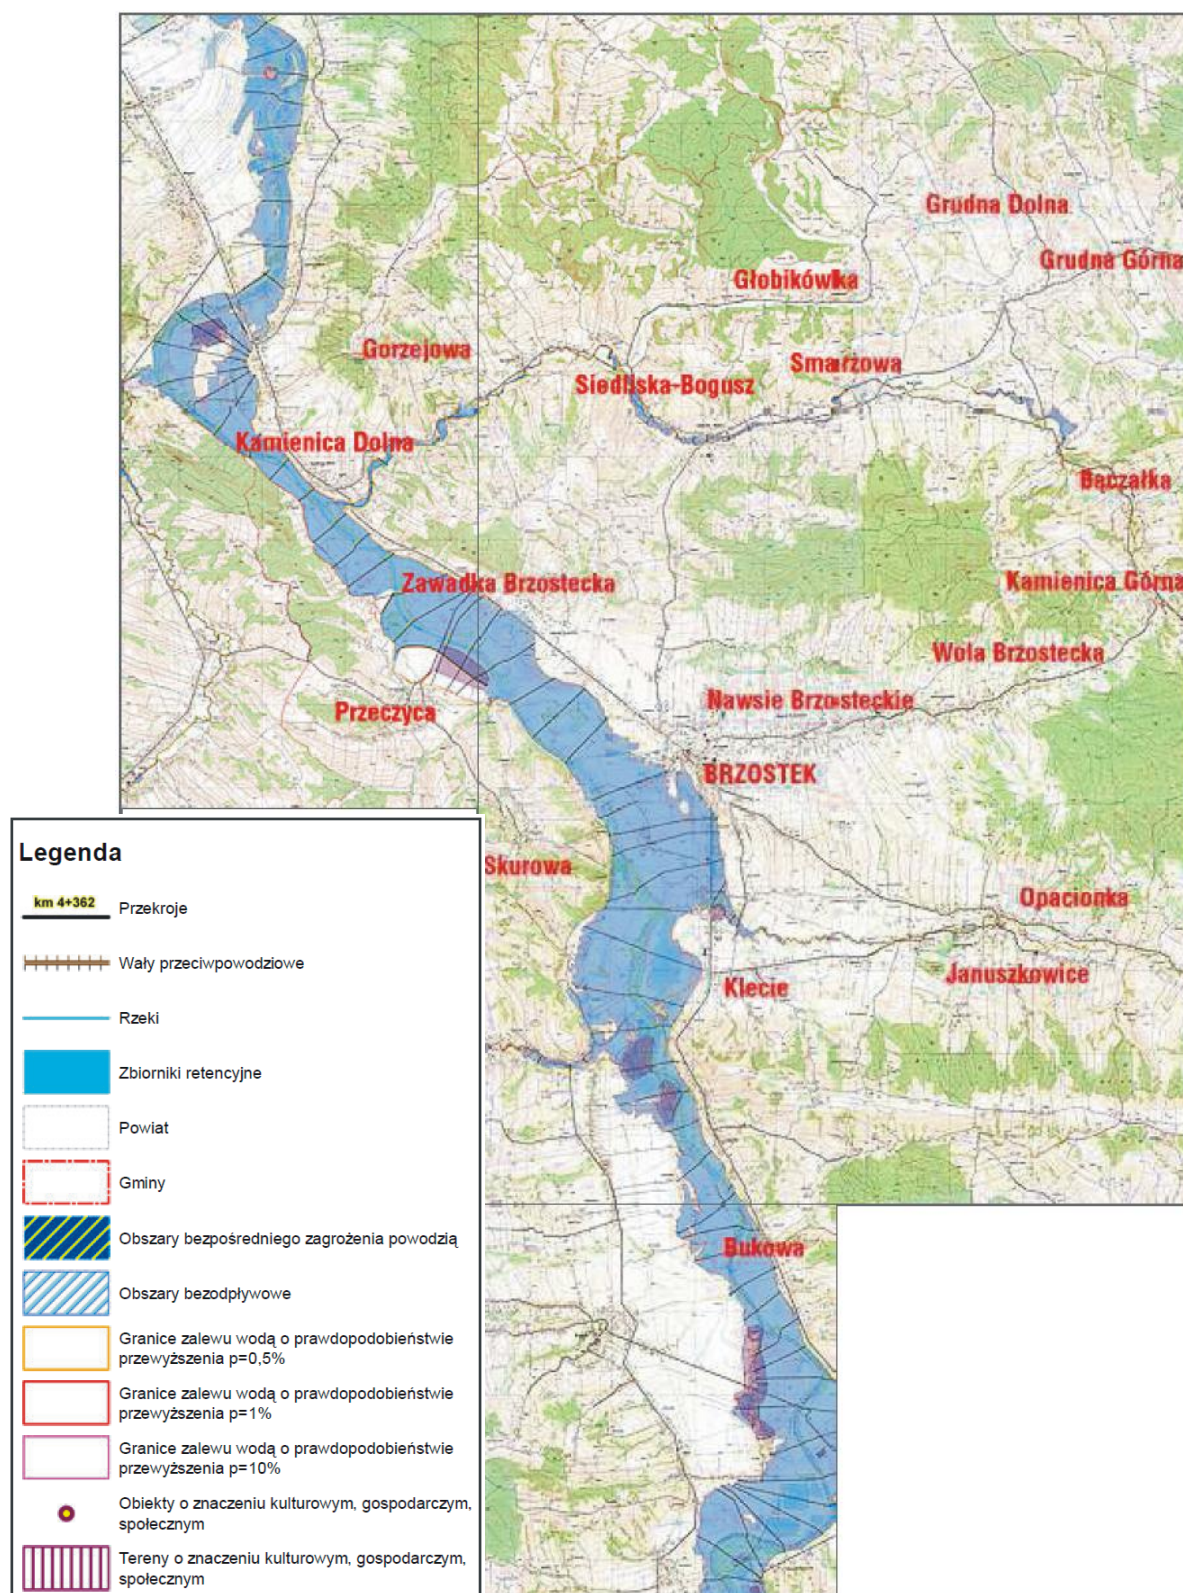 Grudna Dolna
Grudna Górna
Głobikówka
Gorzejowa
Smarżowa
Siedliska-Bogusz
Kamienica Dolna
Bączałka
Zawadka Brzostecka
Kamienica Górna
Wola Brzostecka
Nawsie Brzosteckie
Przeczyca
BRZOSTEK
Skurowa
Opacionka
Januszkowice
Klecie
Bukowa
Legenda
km 4+362
Przekroje
Wały przeciwpowodziowe
Rzeki
Zbiorniki retencyjne
Powiat
Gminy
Obszary bezpośredniego zagrożenia powodzią
Obszary bezodpływowe
Granice zalewu wodą o prawdopodobieństwie
przewyższenia p=0,5%
Granice zalewu wodą o prawdopodobieństwie
przewyższenia p=1%
Granice zalewu wodą o prawdopodobieństwie
przewyższenia p=10%
Obiekty o znaczeniu kulturowym, gospodarczym,
społecznym
Tereny o znaczeniu kulturowym, gospodarczym,
społecznym